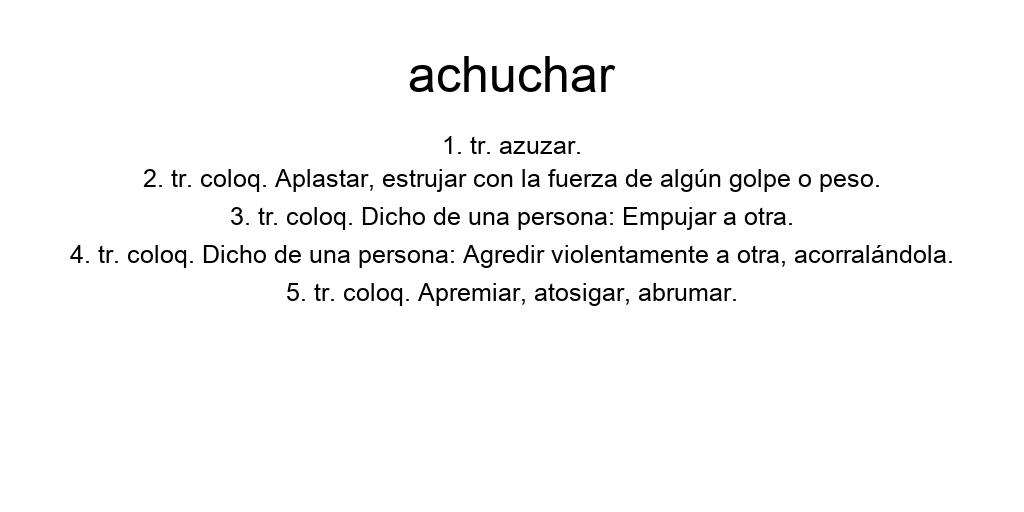 achuchar
1. tr. azuzar.
2. tr. coloq. Aplastar, estrujar con la fuerza de algún golpe o peso.
3. tr. coloq. Dicho de una persona: Empujar a otra.
4. tr. coloq. Dicho de una persona: Agredir violentamente a otra, acorralándola.
5. tr. coloq. Apremiar, atosigar, abrumar.